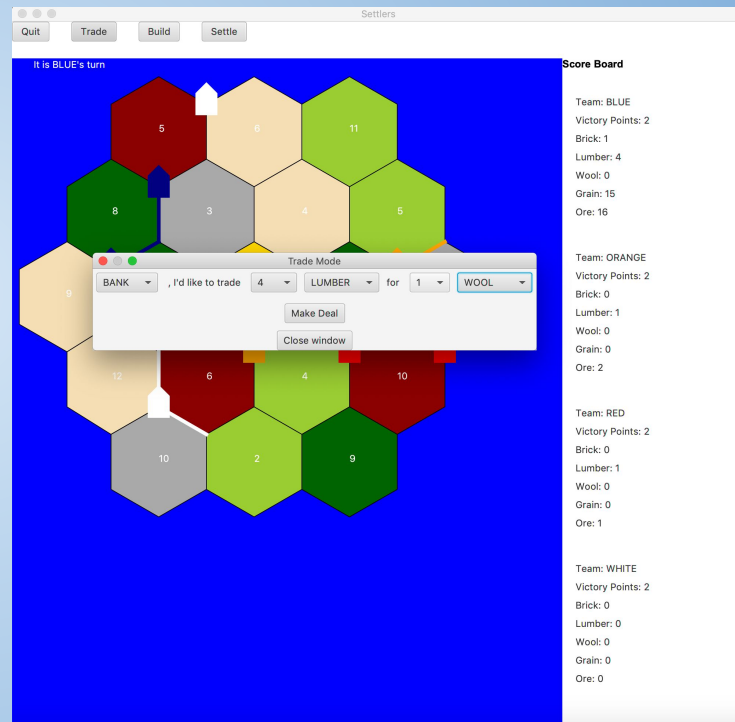 Settlers
Quit Trade Build Settle
It is BLUE's turn
5 6 11
8 3 4 5
9
Trade Mode
BANK , I'd like to trade 4 LUMBER for 1 WOOL
Make Deal
Close window
12 6 4 10
10 2 9
Score Board
Team: BLUE
Victory Points: 2
Brick: 1
Lumber: 4
Wool: 0
Grain: 15
Ore: 16
Team: ORANGE
Victory Points: 2
Brick: 0
Lumber: 1
Wool: 0
Grain: 0
Ore: 2
Team: RED
Victory Points: 2
Brick: 0
Lumber: 1
Wool: 0
Grain: 0
Ore: 1
Team: WHITE
Victory Points: 2
Brick: 0
Lumber: 0
Wool: 0
Grain: 0
Ore: 0